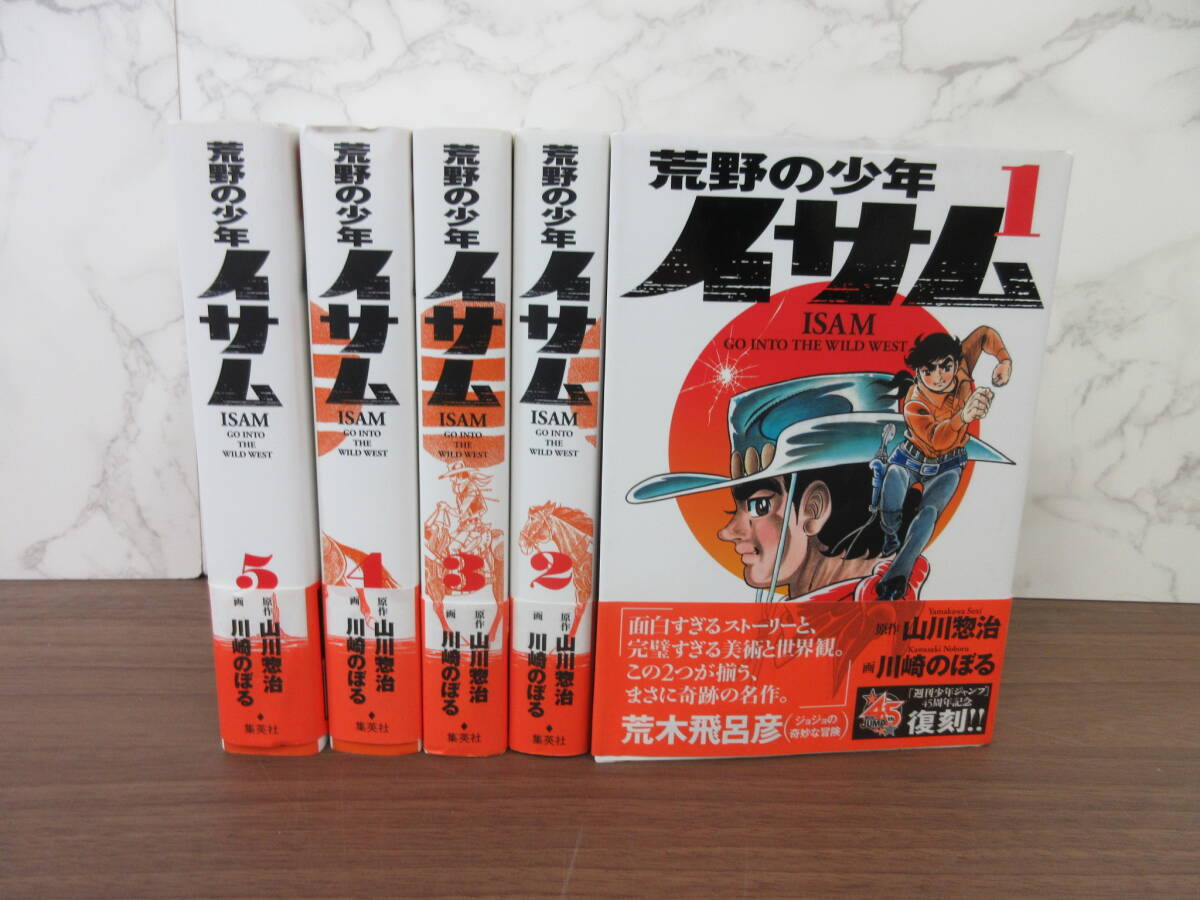 荒野の少年
イサム
ISAM
GO INTO
THE
WILD WEST
5
原作 山川惣治
画 川崎のぼる
集英社
荒野の少年
イサム
ISAM
GO INTO
THE
WILD WEST
4
原作 山川惣治
画 川崎のぼる
集英社
荒野の少年
イサム
ISAM
GO INTO
THE
WILD WEST
3
原作 山川惣治
画 川崎のぼる
集英社
荒野の少年
イサム
ISAM
GO INTO
THE
WILD WEST
2
原作 山川惣治
画 川崎のぼる
集英社
荒野の少年
イサム
1
ISAM
GO INTO THE WILD WEST
「面白すぎるストーリーと、
完璧すぎる美術と世界観。
この2つが揃う、
まさに奇跡の名作。」
荒木飛呂彦
(ジョジョの
奇妙な冒険)
Yamakawa Souji
原作 山川惣治
Kawasaki Noboru
画 川崎のぼる
45th
JUMP
「週刊少年ジャンプ」
45周年記念
復刻!!